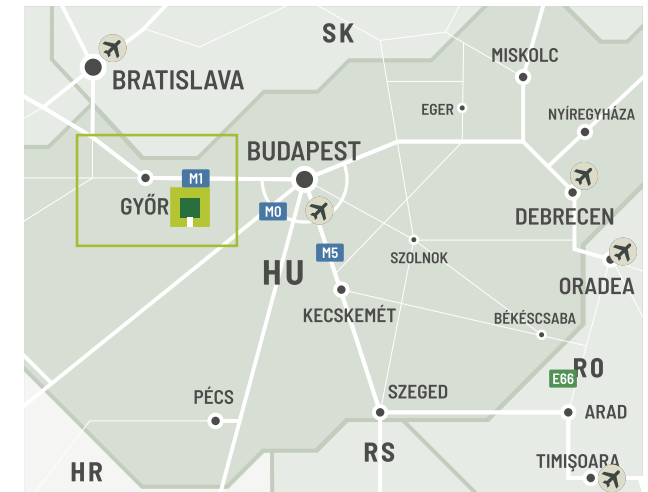 SK
MISKOLC
BRATISLAVA
EGER
NYÍREGYHÁZA
BUDAPEST
M1
GYŐR
M0
DEBRECEN
M5
SZOLNOK
HU
ORADEA
KECSKEMÉT
BÉKÉSCSABA
RO
E66
PÉCS
SZEGED
ARAD
RS
TIMIȘOARA
HR